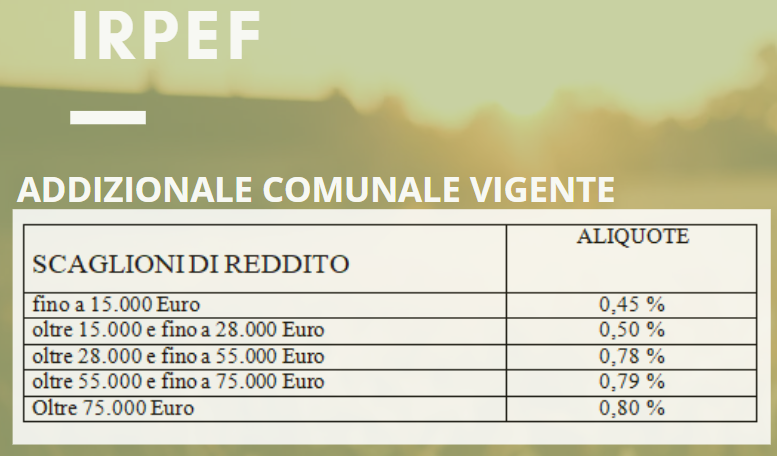 IRPEF
ADDIZIONALE COMUNALE VIGENTE
SCAGLIONI DI REDDITO ALIQUOTE
fino a 15.000 Euro 0,45 %
oltre 15.000 e fino a 28.000 Euro 0,50 %
oltre 28.000 e fino a 55.000 Euro 0,78 %
oltre 55.000 e fino a 75.000 Euro 0,79 %
Oltre 75.000 Euro 0,80 %